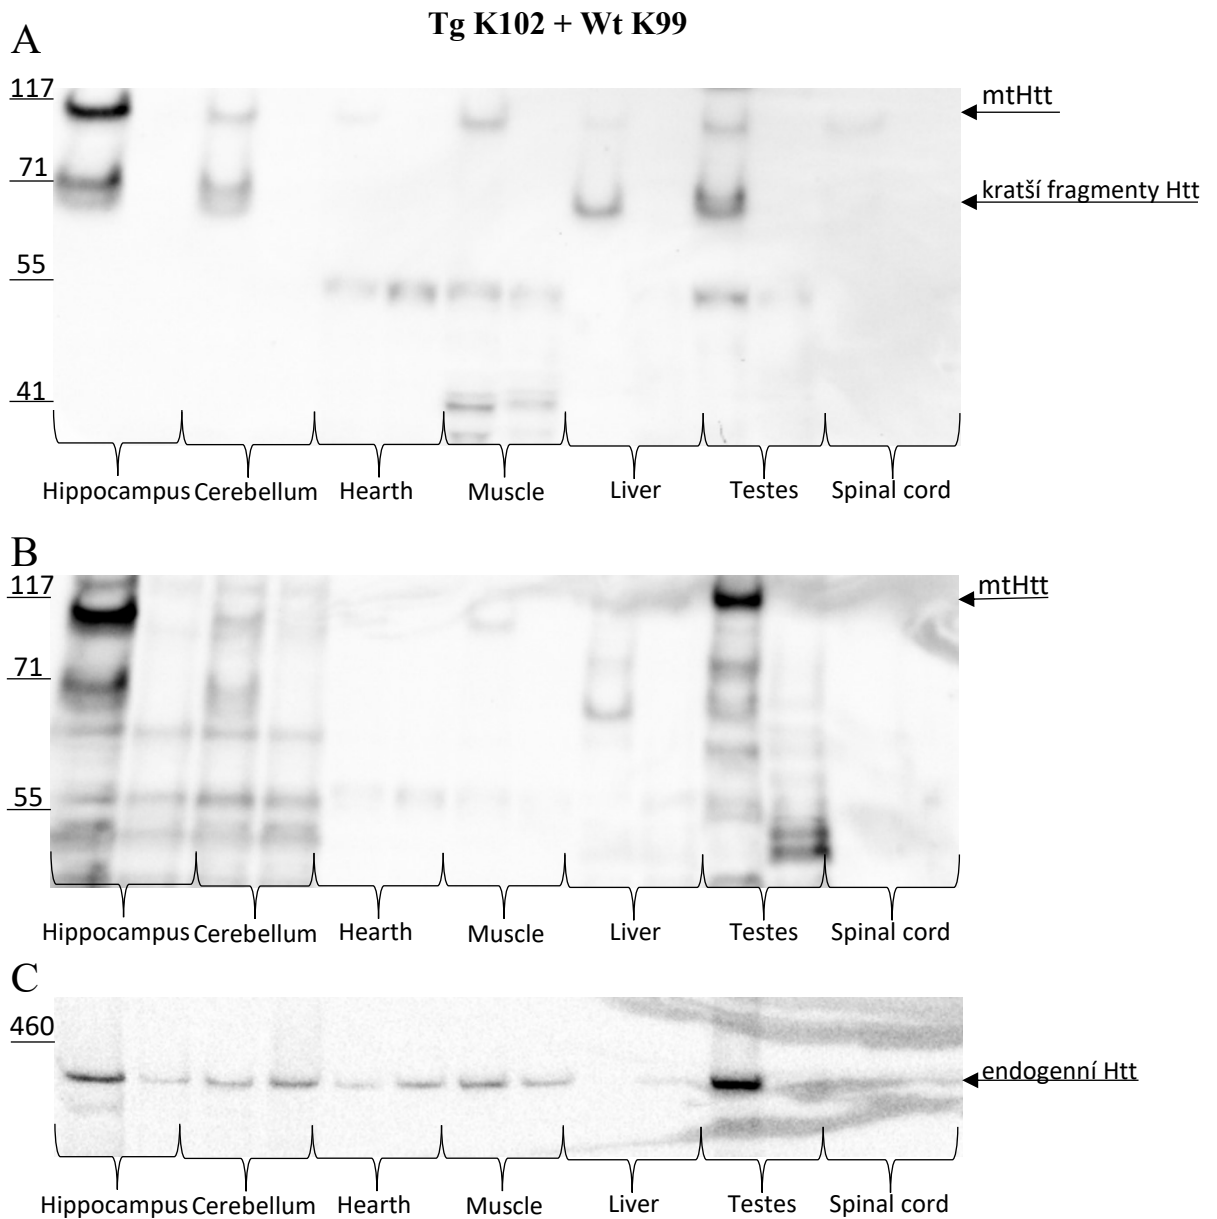 Tg K102 + Wt K99
A
117
mtHtt
71
kratší fragmenty Htt
55
41
Hippocampus Cerebellum Hearth Muscle Liver Testes Spinal cord
B
117
mtHtt
71
55
Hippocampus Cerebellum Hearth Muscle Liver Testes Spinal cord
C
460
endogenní Htt
Hippocampus Cerebellum Hearth Muscle Liver Testes Spinal cord